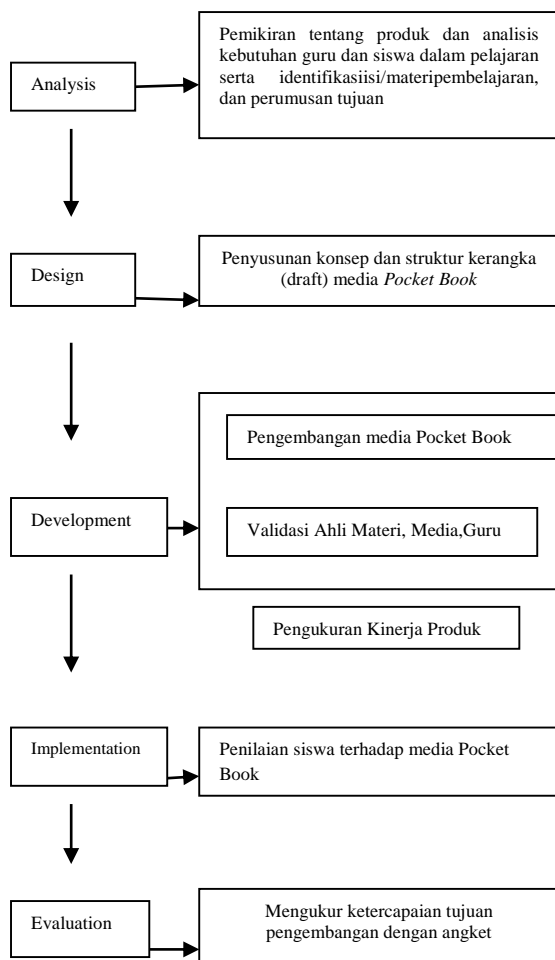 Analysis
Pemikiran tentang produk dan analisis
kebutuhan guru dan siswa dalam pelajaran
serta identifikasiisi/materipembelajaran,
dan perumusan tujuan
Design
Penyusunan konsep dan struktur kerangka
(draft) media Pocket Book
Development
Pengembangan media Pocket Book
Validasi Ahli Materi, Media,Guru
Pengukuran Kinerja Produk
Implementation
Penilaian siswa terhadap media Pocket
Book
Evaluation
Mengukur ketercapaian tujuan
pengembangan dengan angket